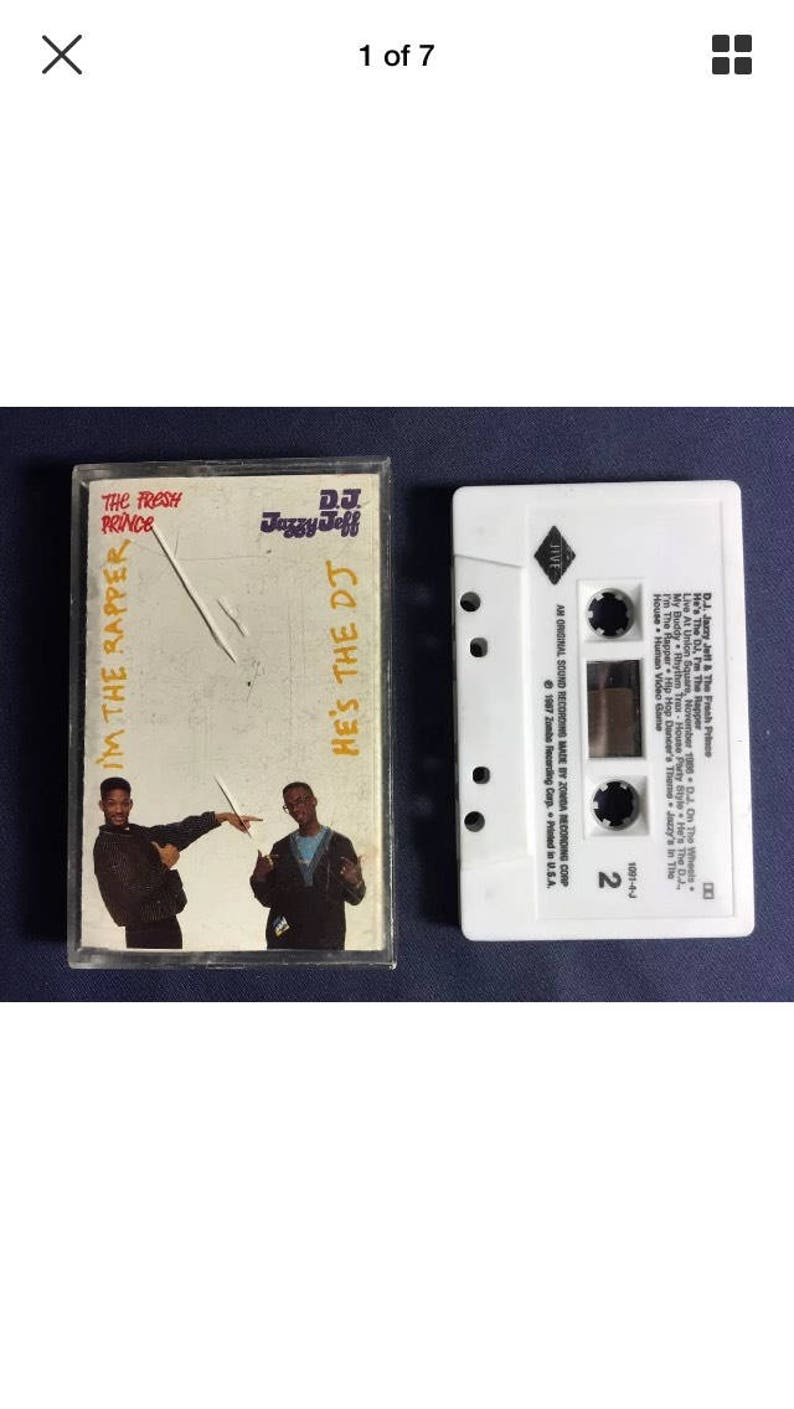 1 of 7
THE FRESH
PRINCE
D.J.
Jazzy Jeff
I'M THE RAPPER
HE'S THE DJ
JIVE
AN ORIGINAL SOUND RECORDING MADE BY ZOMBA RECORDING CORP
℗ 1987 Zomba Recording Corp. • Printed in U.S.A.
D.J. Jazzy Jeff & The Fresh Prince
He's The DJ, I'm The Rapper
Live At Union Square, November 1986 • D.J. On The Wheels •
My Buddy • Rhythm Trax - House Party Style • He's The D.J.,
I'm The Rapper • Hip Hop Dancer's Theme • Jazzy's In The
House • Human Video Game
1091-4-J
2